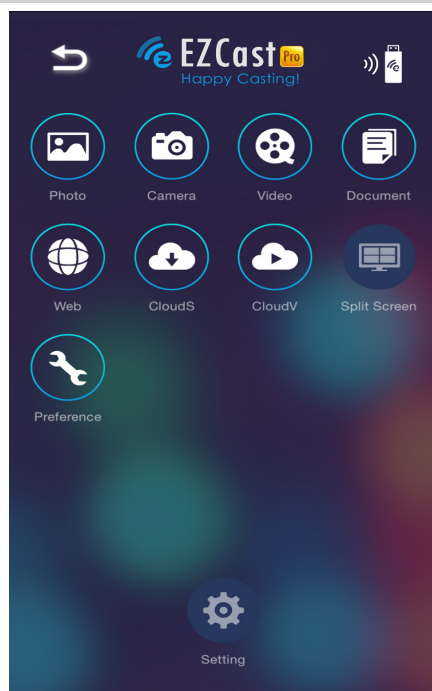 EZCast Pro
Happy Casting!
Photo Camera Video Document
Web CloudS CloudV Split Screen
Preference
Setting